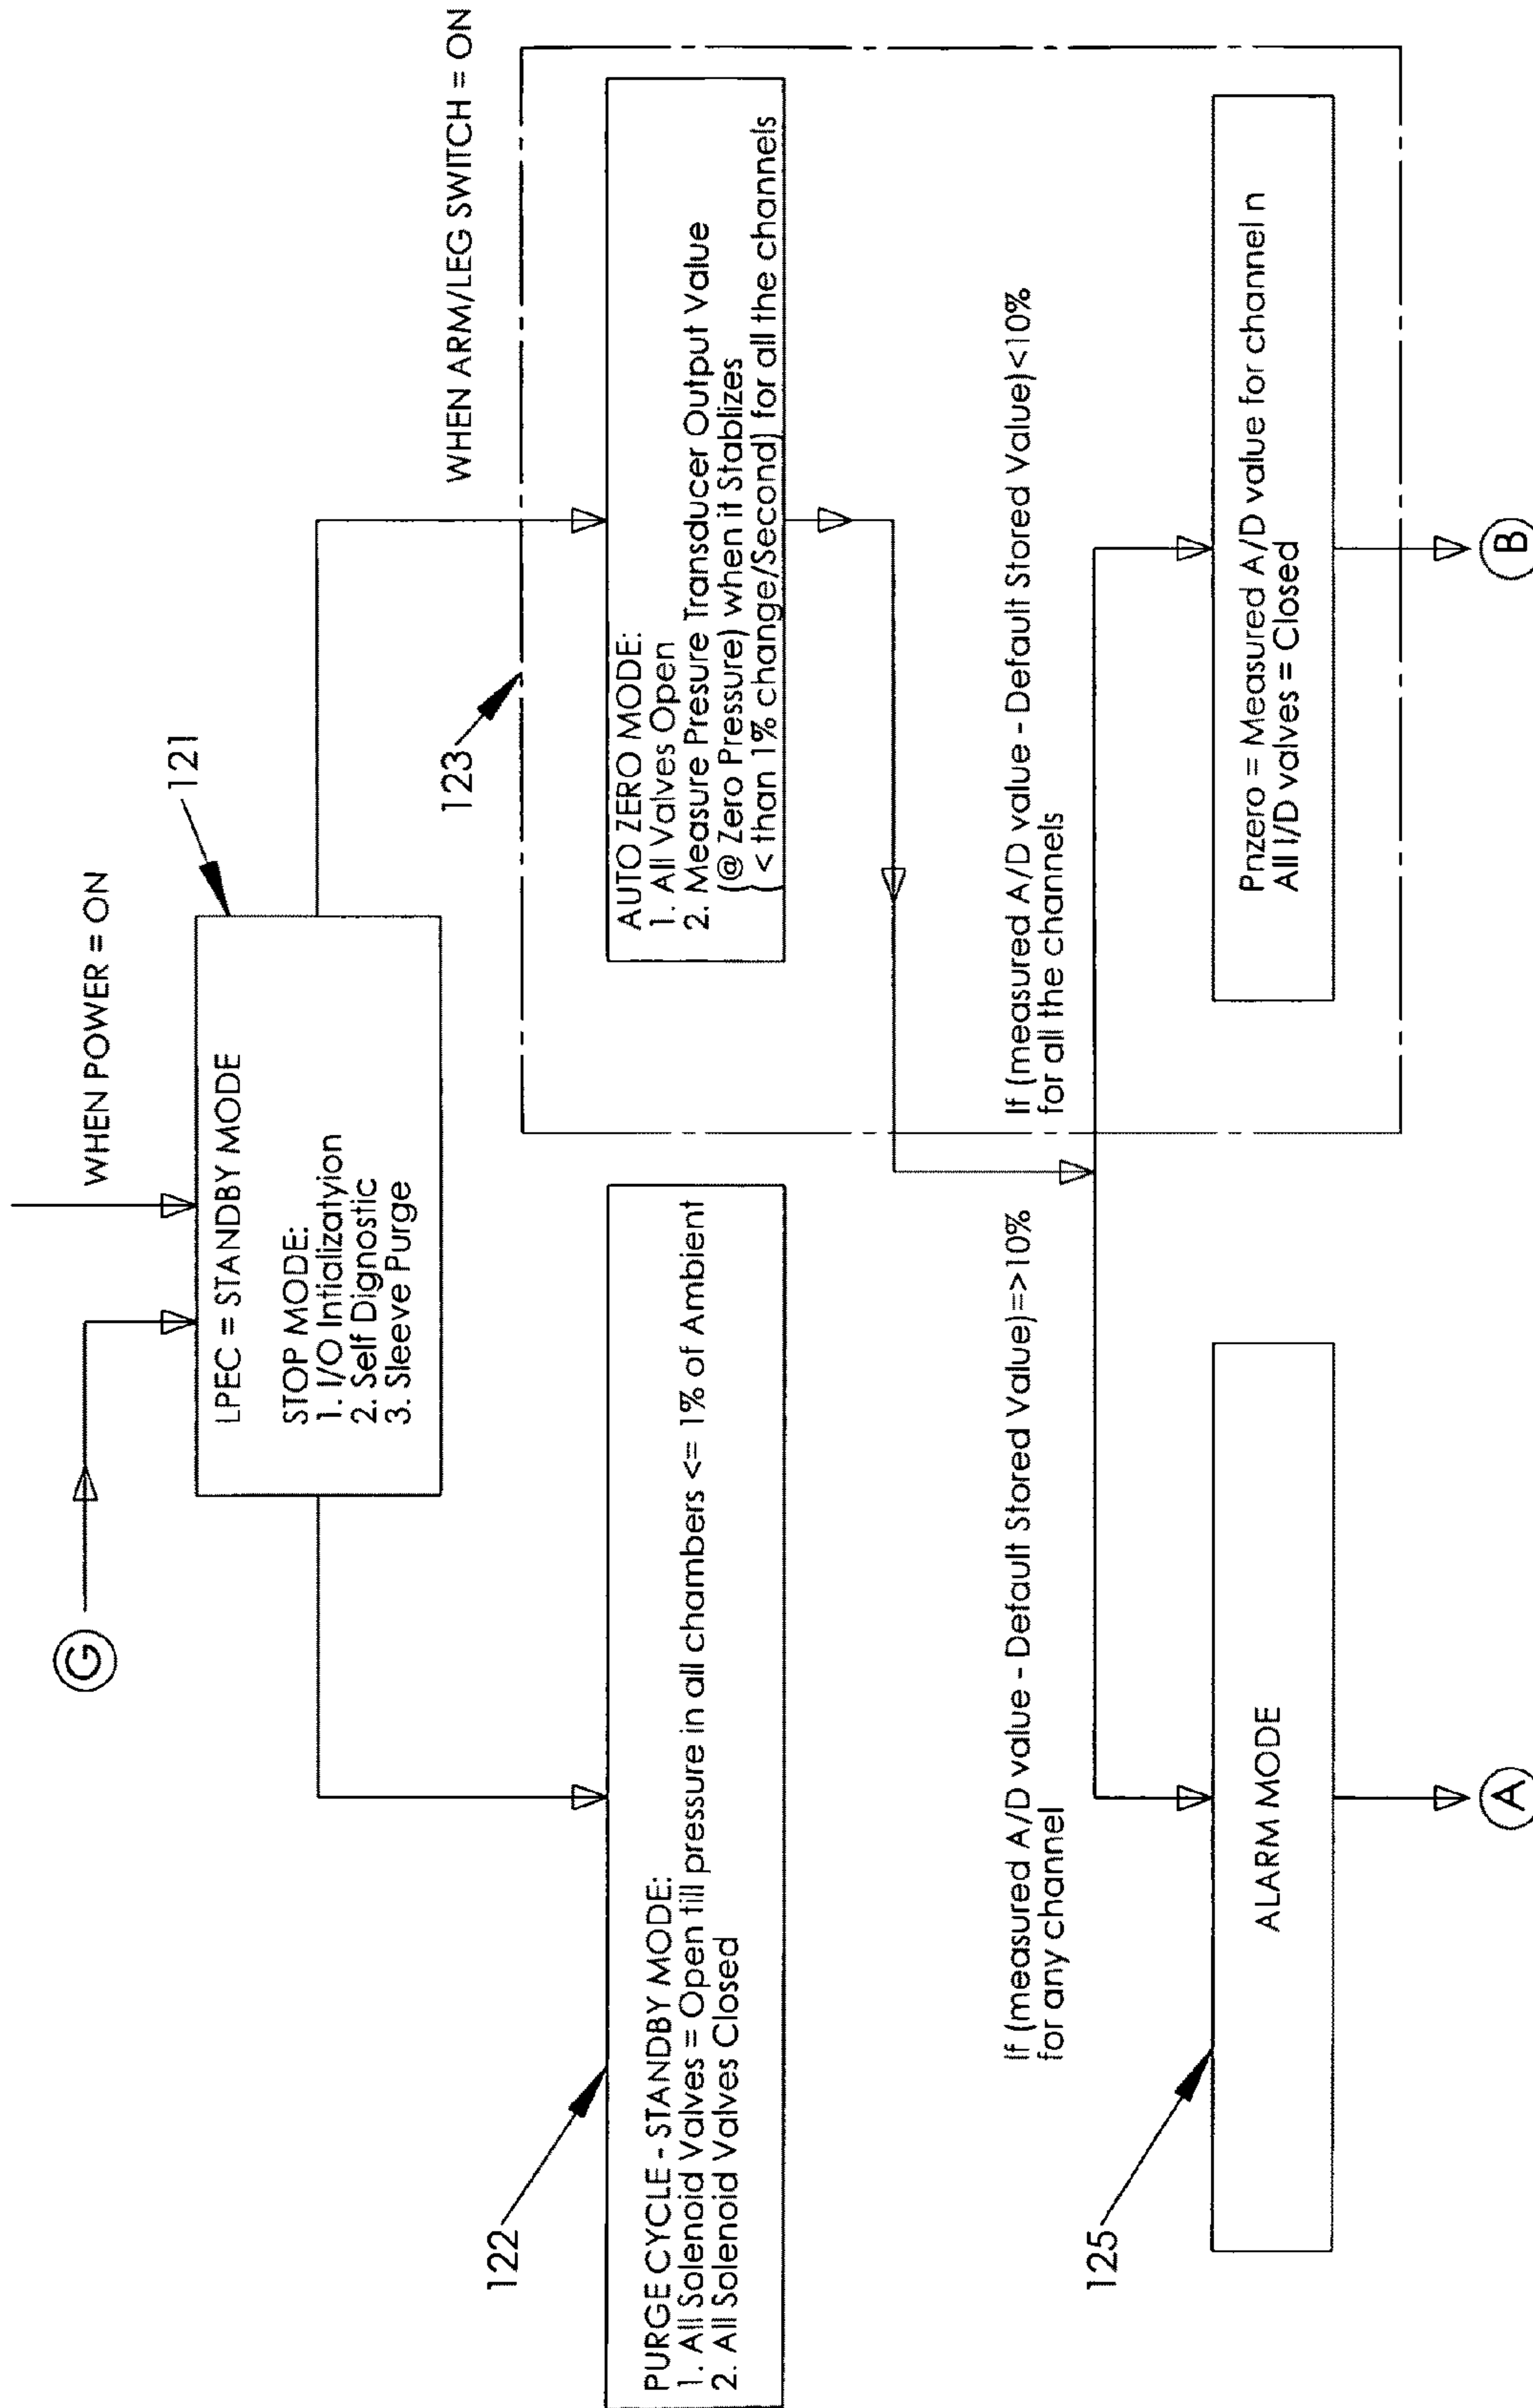 G
WHEN POWER = ON
121
LPEC = STANDBY MODE
STOP MODE:
1. I/O Intializatyion
2. Self Dignostic
3. Sleeve Purge
WHEN ARM/LEG SWITCH = ON
122
PURGE CYCLE - STANDBY MODE:
1. All Solenoid Valves = Open till pressure in all chambers <= 1% of Ambient
2. All Solenoid Valves Closed
123
AUTO ZERO MODE:
1. All Valves Open
2. Measure Presure Transducer Output Value
(@ Zero Pressure) when it Stablizes
( < than 1% change/Second) for all the channels
If (measured A/D value - Default Stored Value)=>10%
for any channel
If (measured A/D value - Default Stored Value)<10%
for all the channels
125
ALARM MODE
Pnzero = Measured A/D value for channel n
All I/D valves = Closed
A
B